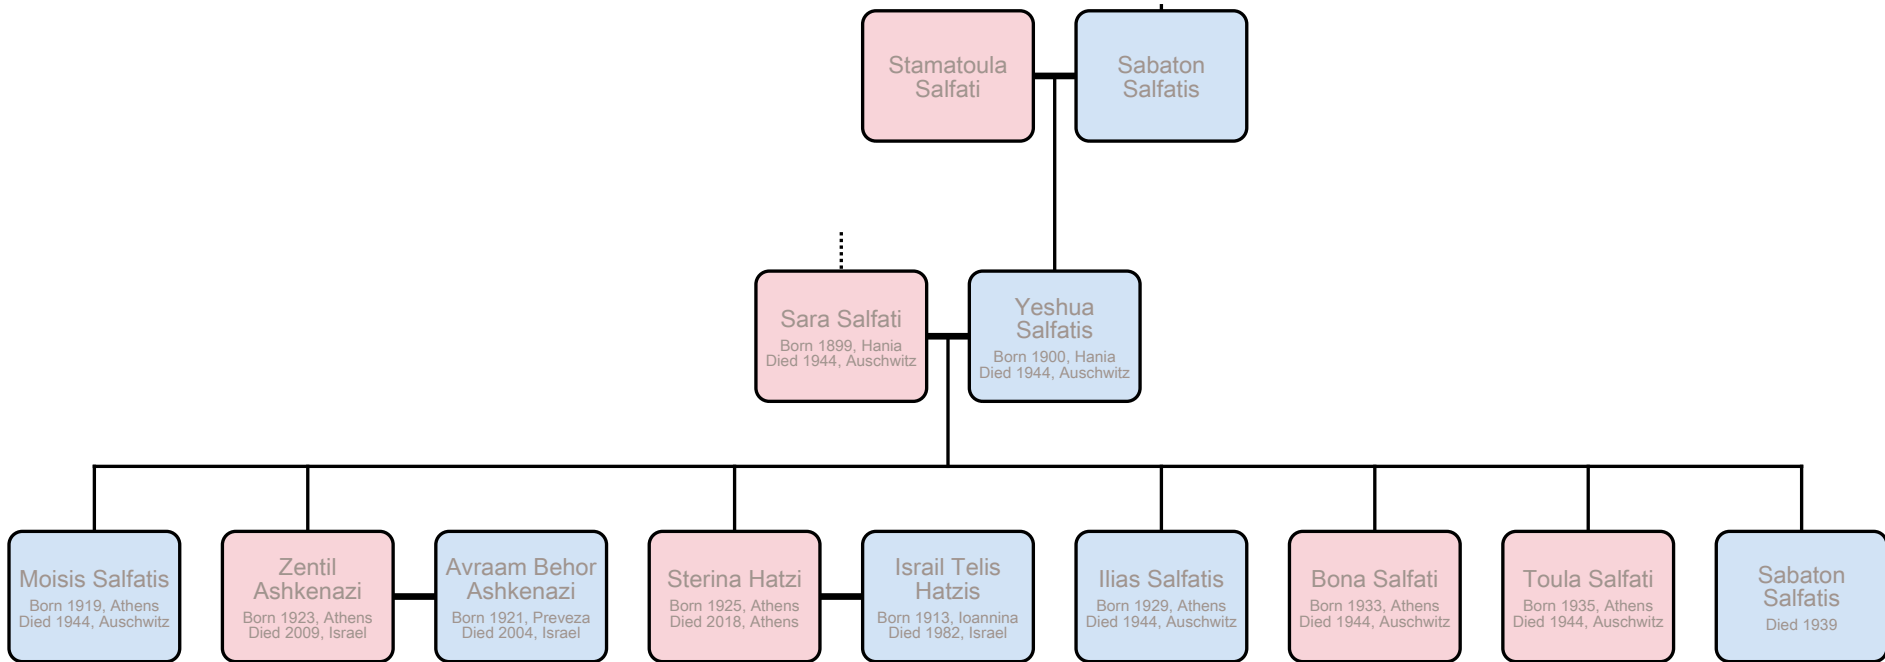 Stamatoula
Salfati
Sabaton
Salfatis
Sara Salfati
Born 1899, Hania
Died 1944, Auschwitz
Yeshua
Salfatis
Born 1900, Hania
Died 1944, Auschwitz
Moisis Salfatis
Born 1919, Athens
Died 1944, Auschwitz
Zentil
Ashkenazi
Born 1923, Athens
Died 2009, Israel
Avraam Behor
Ashkenazi
Born 1921, Preveza
Died 2004, Israel
Sterina Hatzi
Born 1925, Athens
Died 2018, Athens
Israil Telis
Hatzis
Born 1913, Ioannina
Died 1982, Israel
Ilias Salfatis
Born 1929, Athens
Died 1944, Auschwitz
Bona Salfati
Born 1933, Athens
Died 1944, Auschwitz
Toula Salfati
Born 1935, Athens
Died 1944, Auschwitz
Sabaton
Salfatis
Died 1939